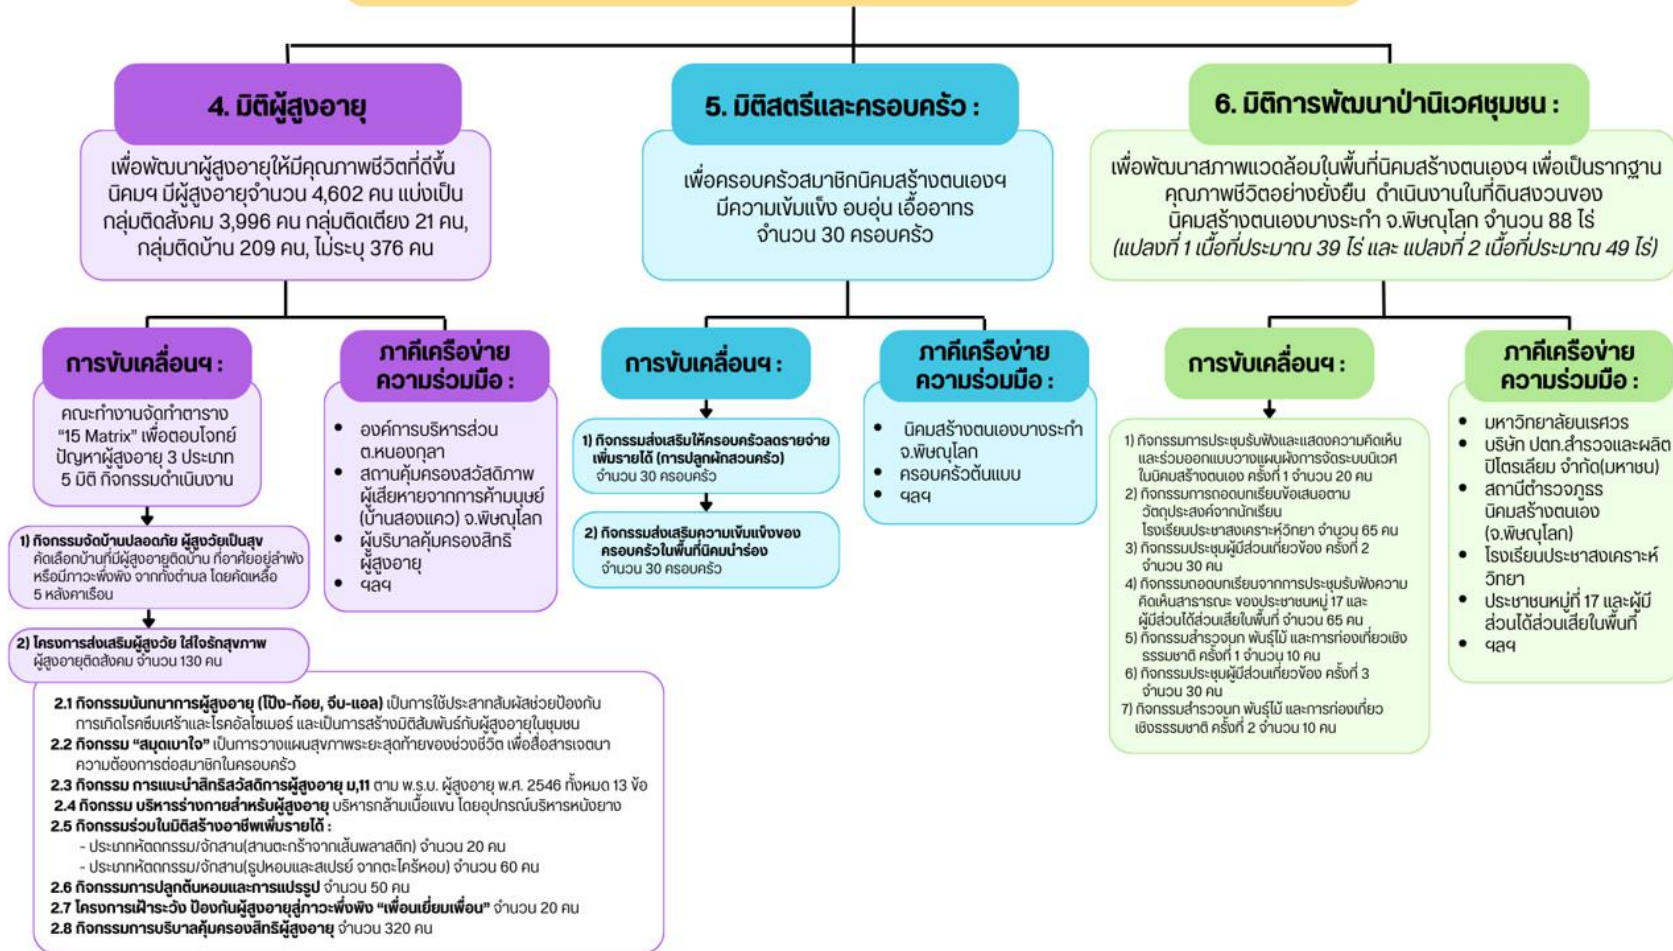 4. มิติผู้สูงอายุ
เพื่อพัฒนาผู้สูงอายุให้มีคุณภาพชีวิตที่ดีขึ้น
นิคมฯ มีผู้สูงอายุจำนวน 4,602 คน แบ่งเป็น
กลุ่มติดสังคม 3,996 คน กลุ่มติดเตียง 21 คน,
กลุ่มติดบ้าน 209 คน, ไม่ระบุ 376 คน
การขับเคลื่อนฯ :
คณะทำงานจัดทำตาราง
“15 Matrix” เพื่อตอบโจทย์
ปัญหาผู้สูงอายุ 3 ประเภท
5 มิติ กิจกรรมดำเนินงาน
1) กิจกรรมจัดบ้านปลอดภัย ผู้สูงวัยเป็นสุข
คัดเลือกบ้านที่มีผู้สูงอายุติดบ้าน ที่อาศัยอยู่ลำพัง
หรือมีภาวะพึ่งพิง จากทั้งตำบล โดยคัดเหลือ
5 หลังคาเรือน
2) โครงการส่งเสริมผู้สูงวัย ใส่ใจรักสุขภาพ
ผู้สูงอายุติดสังคม จำนวน 130 คน
2.1 กิจกรรมนันทนาการผู้สูงอายุ (โป้ง-ก้อย, จีบ-แอล) เป็นการใช้ประสาทสัมผัสช่วยป้องกัน
การเกิดโรคซึมเศร้าและโรคอัลไซเมอร์ และเป็นการสร้างมิติสัมพันธ์กับผู้สูงอายุในชุมชน
2.2 กิจกรรม “สมุดเบาใจ” เป็นการวางแผนสุขภาพระยะสุดท้ายของช่วงชีวิต เพื่อสื่อสารเจตนา
ความต้องการต่อสมาชิกในครอบครัว
2.3 กิจกรรม การแนะนำสิทธิสวัสดิการผู้สูงอายุ ม,11 ตาม พ.ร.บ. ผู้สูงอายุ พ.ศ. 2546 ทั้งหมด 13 ข้อ
2.4 กิจกรรม บริหารร่างกายสำหรับผู้สูงอายุ บริหารกล้ามเนื้อแขน โดยอุปกรณ์บริหารหนังยาง
2.5 กิจกรรมร่วมในมิติสร้างอาชีพเพิ่มรายได้ :
- ประเภทหัตถกรรม/จักสาน(สานตะกร้าจากเส้นพลาสติก) จำนวน 20 คน
- ประเภทหัตถกรรม/จักสาน(รูปหอมและสเปรย์ จากตะไคร้หอม) จำนวน 60 คน
2.6 กิจกรรมการปลูกต้นหอมและการแปรรูป จำนวน 50 คน
2.7 โครงการเฝ้าระวัง ป้องกันผู้สูงอายุสู่ภาวะพึ่งพิง “เพื่อนเยี่ยมเพื่อน” จำนวน 20 คน
2.8 กิจกรรมการบริบาลคุ้มครองสิทธิผู้สูงอายุ จำนวน 320 คน
ภาคีเครือข่าย
ความร่วมมือ :
• องค์การบริหารส่วน
ต.หนองกุลา
• สถานคุ้มครองสวัสดิภาพ
ผู้เสียหายจากการค้ามนุษย์
(บ้านสองแคว) จ.พิษณุโลก
• ผู้บริบาลคุ้มครองสิทธิ
ผู้สูงอายุ
• ฯลฯ
5. มิติสตรีและครอบครัว :
เพื่อครอบครัวสมาชิกนิคมสร้างตนเองฯ
มีความเข้มแข็ง อบอุ่น เอื้ออาทร
จำนวน 30 ครอบครัว
การขับเคลื่อนฯ :
1) กิจกรรมส่งเสริมให้ครอบครัวลดรายจ่าย
เพิ่มรายได้ (การปลูกผักสวนครัว)
จำนวน 30 ครอบครัว
2) กิจกรรมส่งเสริมความเข้มแข็งของ
ครอบครัวในพื้นที่นิคมนำร่อง
จำนวน 30 ครอบครัว
ภาคีเครือข่าย
ความร่วมมือ :
• นิคมสร้างตนเองบางระกำ
จ.พิษณุโลก
• ครอบครัวต้นแบบ
• ฯลฯ
6. มิติการพัฒนาป่านิเวศชุมชน :
เพื่อพัฒนาสภาพแวดล้อมในพื้นที่นิคมสร้างตนเองฯ เพื่อเป็นรากฐาน
คุณภาพชีวิตอย่างยั่งยืน ดำเนินงานในที่ดินสงวนของ
นิคมสร้างตนเองบางระกำ จ.พิษณุโลก จำนวน 88 ไร่
(แปลงที่ 1 เนื้อที่ประมาณ 39 ไร่ และ แปลงที่ 2 เนื้อที่ประมาณ 49 ไร่)
การขับเคลื่อนฯ :
1) กิจกรรมการประชุมรับฟังและแสดงความคิดเห็น
และร่วมออกแบบวางแผนผังการจัดระบบนิเวศ
ในนิคมสร้างตนเอง ครั้งที่ 1 จำนวน 20 คน
2) กิจกรรมการถอดบทเรียนข้อเสนอตาม
วัตถุประสงค์จากนักเรียน
โรงเรียนประชาสงเคราะห์วิทยา จำนวน 65 คน
3) กิจกรรมประชุมผู้มีส่วนเกี่ยวข้อง ครั้งที่ 2
จำนวน 30 คน
4) กิจกรรมถอดบทเรียนจากการประชุมรับฟังความ
คิดเห็นสาธารณะ ของประชาชนหมู่ 17 และ
ผู้มีส่วนได้ส่วนเสียในพื้นที่ จำนวน 65 คน
5) กิจกรรมสำรวจนก พันธุ์ไม้ และการท่องเที่ยวเชิง
ธรรมชาติ ครั้งที่ 1 จำนวน 10 คน
6) กิจกรรมประชุมผู้มีส่วนเกี่ยวข้อง ครั้งที่ 3
จำนวน 30 คน
7) กิจกรรมสำรวจนก พันธุ์ไม้ และการท่องเที่ยว
เชิงธรรมชาติ ครั้งที่ 2 จำนวน 10 คน
ภาคีเครือข่าย
ความร่วมมือ :
• มหาวิทยาลัยนเรศวร
• บริษัท ปตท.สำรวจและผลิต
ปิโตรเลียม จำกัด(มหาชน)
• สถานีตำรวจภูธร
นิคมสร้างตนเอง
(จ.พิษณุโลก)
• โรงเรียนประชาสงเคราะห์
วิทยา
• ประชาชนหมู่ที่ 17 และผู้มี
ส่วนได้ส่วนเสียในพื้นที่
• ฯลฯ